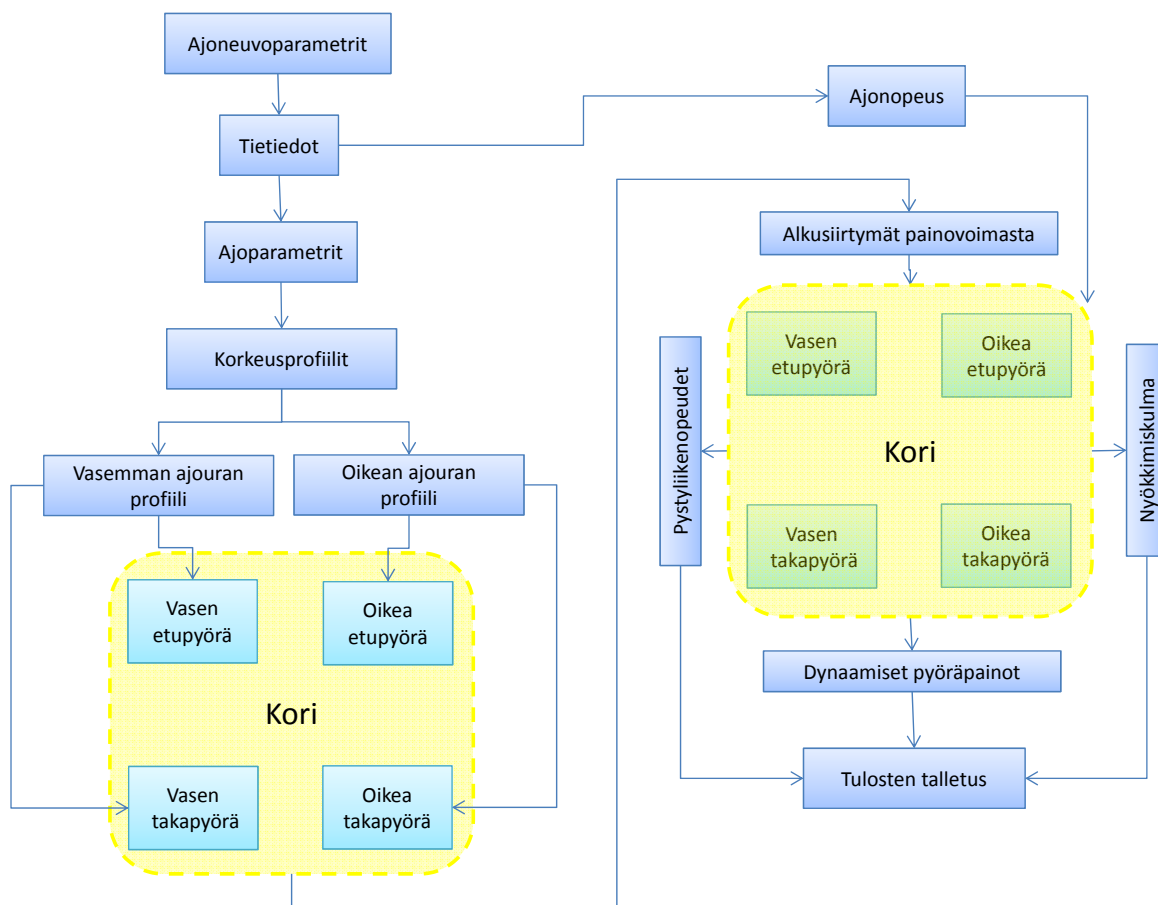 Ajoneuvoparametrit
Tietiedot
Ajoparametrit
Korkeusprofiilit
Vasemman ajouran
profiili
Oikean ajouran
profiili
Vasen
etupyörä
Oikea
etupyörä
Kori
Vasen
takapyörä
Oikea
takapyörä
Ajonopeus
Alkusiirtymät painovoimasta
Vasen
etupyörä
Oikea
etupyörä
Pystyliikenopeudet
Kori
Nyökkimiskulma
Vasen
takapyörä
Oikea
takapyörä
Dynaamiset pyöräpainot
Tulosten talletus